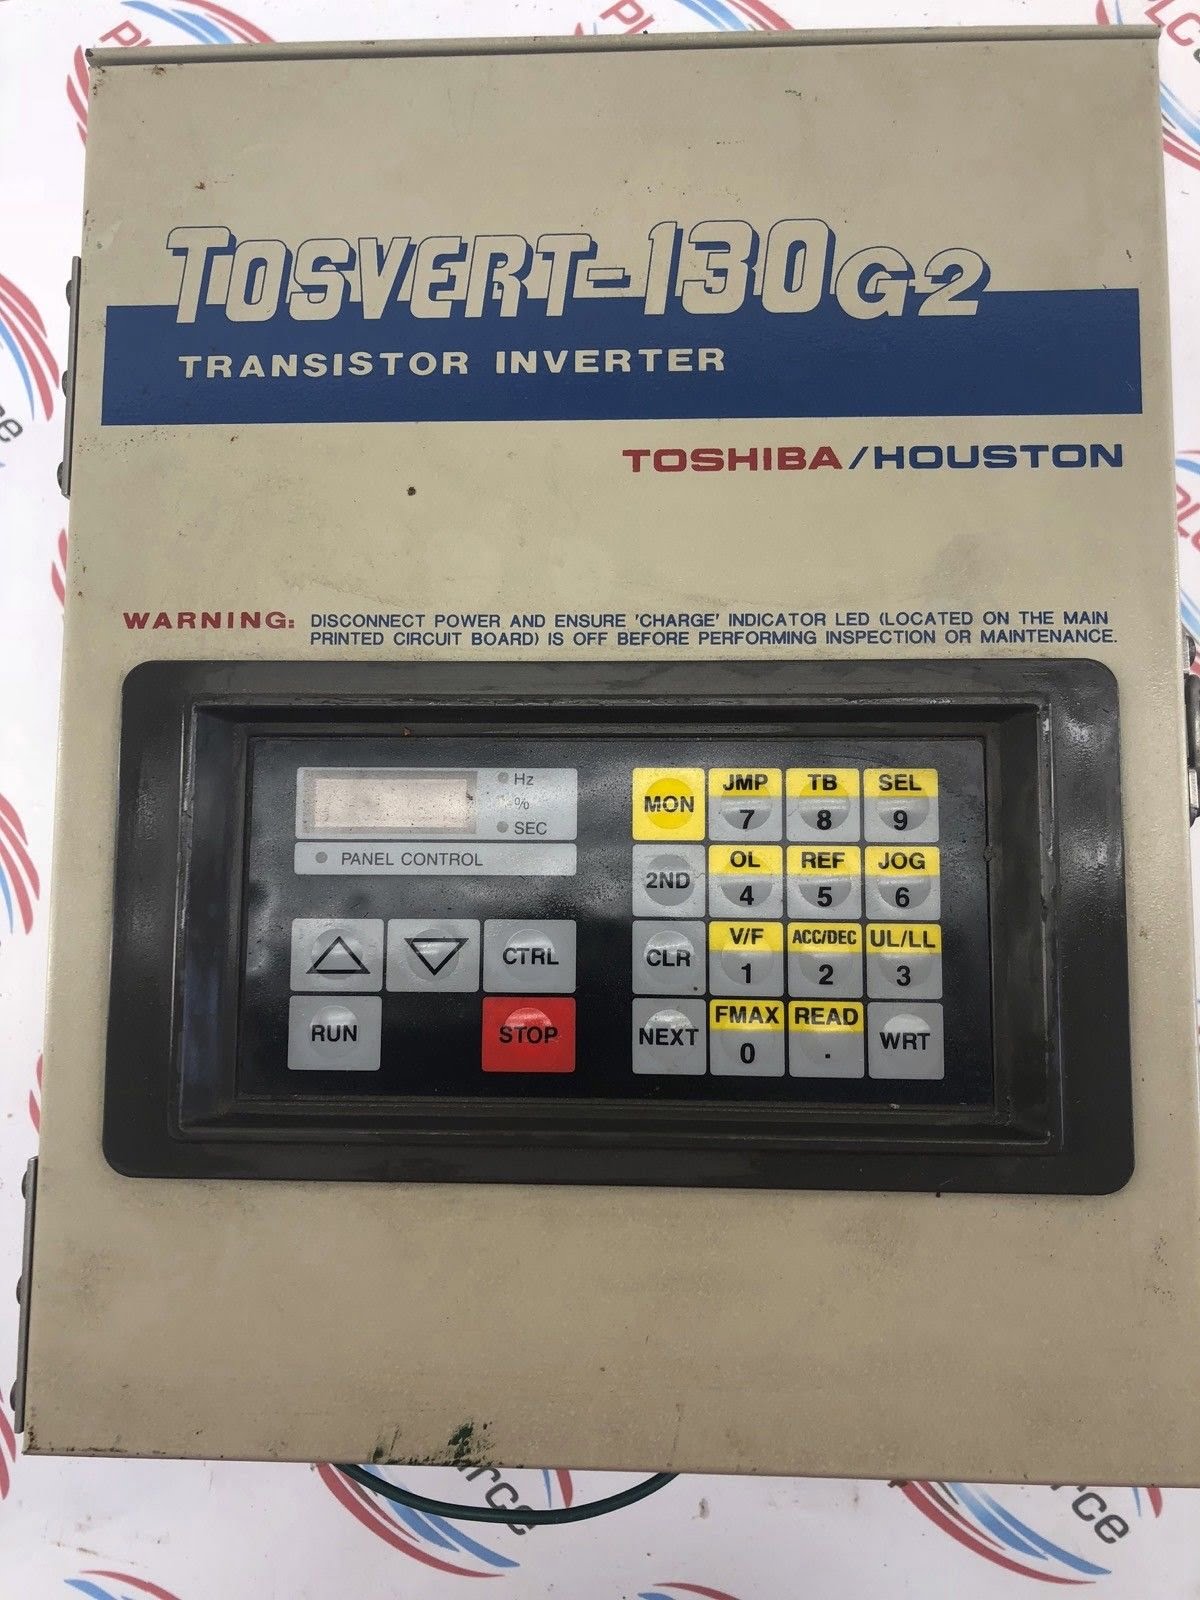 TOSVERT-130G2
TRANSISTOR INVERTER
TOSHIBA/HOUSTON
WARNING: DISCONNECT POWER AND ENSURE 'CHARGE' INDICATOR LED (LOCATED ON THE MAIN
PRINTED CIRCUIT BOARD) IS OFF BEFORE PERFORMING INSPECTION OR MAINTENANCE.
Hz
%
SEC
PANEL CONTROL
CTRL
RUN
STOP
MON
JMP
7
TB
8
SEL
9
2ND
OL
4
REF
5
JOG
6
CLR
V/F
1
ACC/DEC
2
UL/LL
3
NEXT
FMAX
0
READ
.
WRT